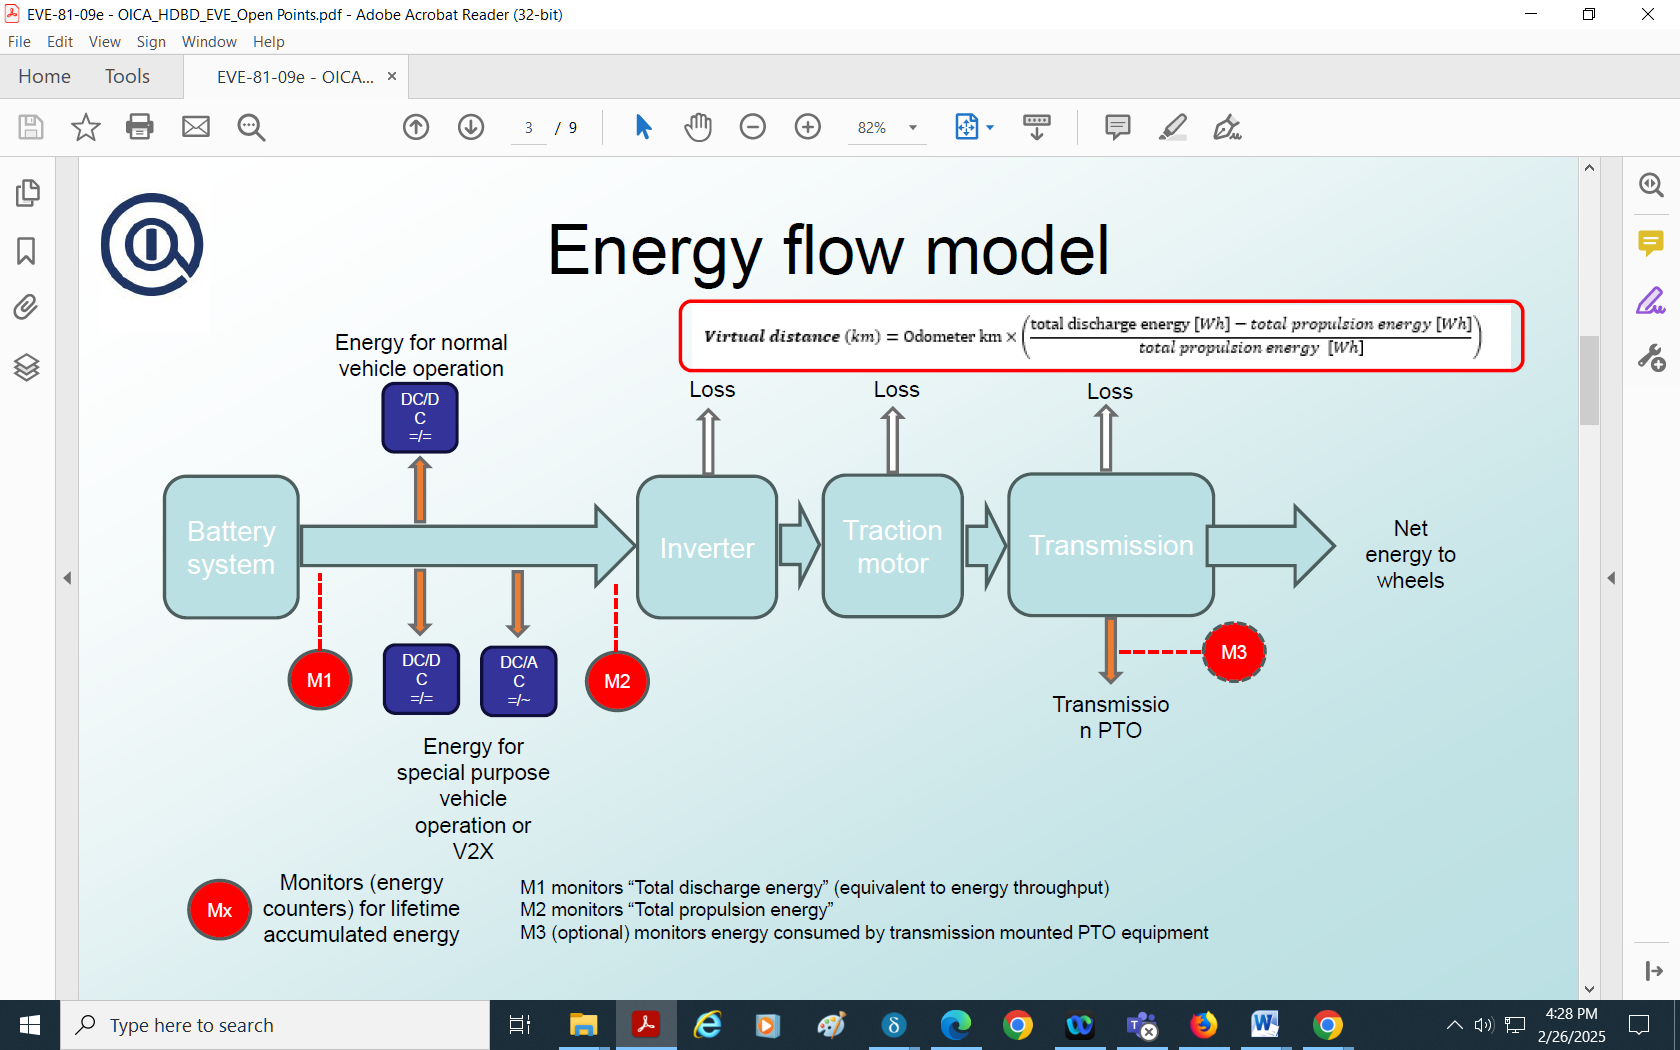 EVE-81-09e - OICA_HDBD_EVE_Open Points.pdf - Adobe Acrobat Reader (32-bit)
File Edit View Sign Window Help
Home Tools EVE-81-09e - OICA... ×
3 / 9 82%
Energy flow model
Virtual distance (km) = Odometer km × (total discharge energy [Wh] − total propulsion energy [Wh] / total propulsion energy [Wh])
Energy for normal
vehicle operation
Loss Loss Loss
DC/D
C
=/=
Battery
system
Inverter
Traction
motor
Transmission
Net
energy to
wheels
M1
DC/D
C
=/=
DC/A
C
=/~
M2
M3
Transmissio
n PTO
Energy for
special purpose
vehicle
operation or
V2X
Mx
Monitors (energy
counters) for lifetime
accumulated energy
M1 monitors “Total discharge energy” (equivalent to energy throughput)
M2 monitors “Total propulsion energy”
M3 (optional) monitors energy consumed by transmission mounted PTO equipment
Type here to search
4:28 PM
2/26/2025